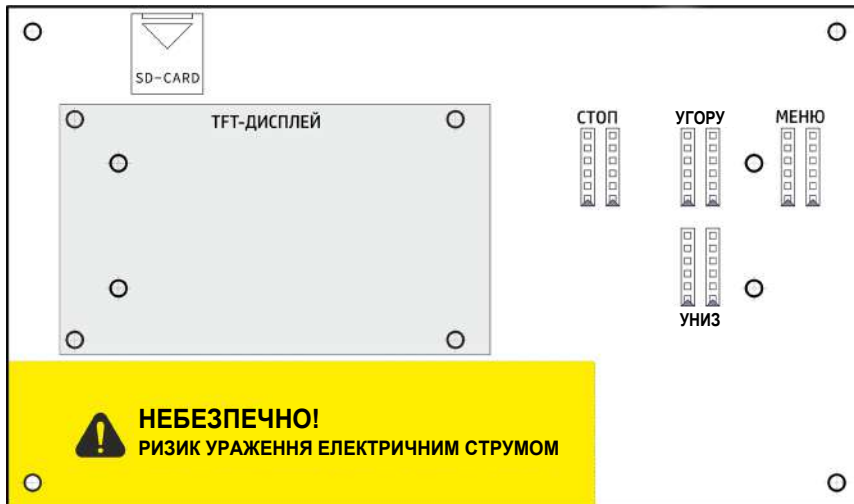 SD-CARD
TFT-ДИСПЛЕЙ
СТОП
УГОРУ
МЕНЮ
УНИЗ
НЕБЕЗПЕЧНО!
РИЗИК УРАЖЕННЯ ЕЛЕКТРИЧНИМ СТРУМОМ